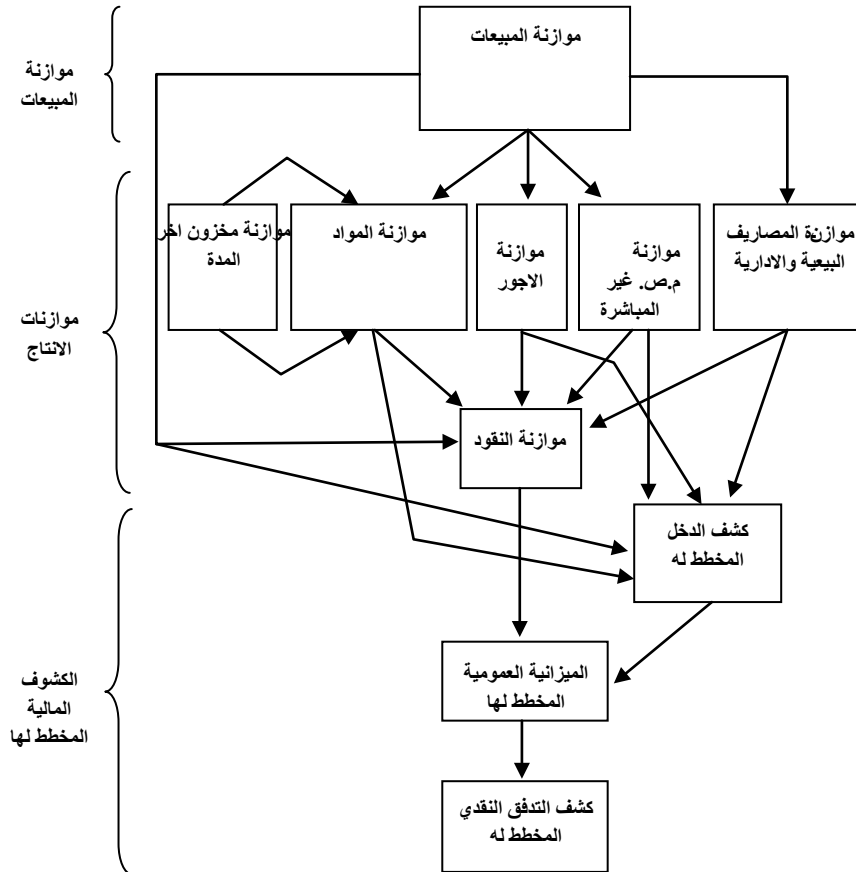 موازنة المبيعات
موازنة
المبيعات
موازنة المصاريف
البيعية والادارية
موازنة
م.ص. غير
المباشرة
موازنة
الاجور
موازنة المواد
موازنة مخزون اخر
المدة
موازنات
الانتاج
موازنة النقود
كشف الدخل
المخطط له
الكشوف
المالية
المخطط لها
الميزانية العمومية
المخطط لها
كشف التدفق النقدي
المخطط له